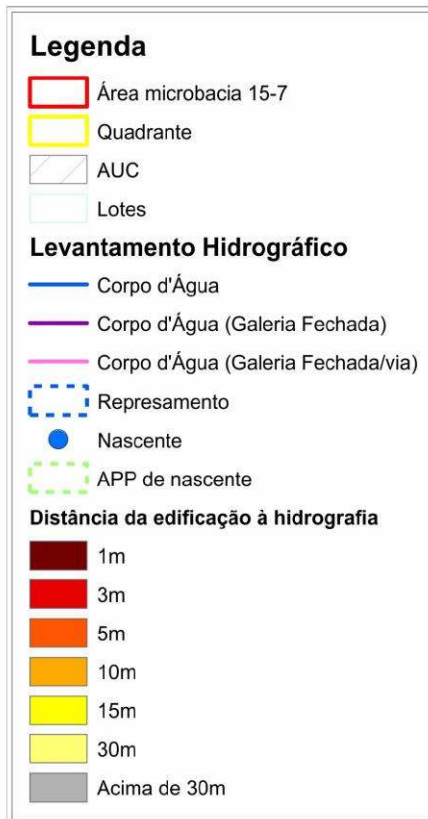 Legenda
Área microbacia 15-7
Quadrante
AUC
Lotes
Levantamento Hidrográfico
Corpo d'Água
Corpo d'Água (Galeria Fechada)
Corpo d'Água (Galeria Fechada/via)
Represamento
Nascente
APP de nascente
Distância da edificação à hidrografia
1m
3m
5m
10m
15m
30m
Acima de 30m